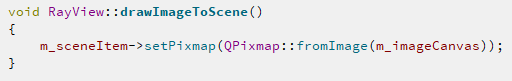 void RayView::drawImageToScene()
{
    m_sceneItem->setPixmap(QPixmap::fromImage(m_imageCanvas));
}